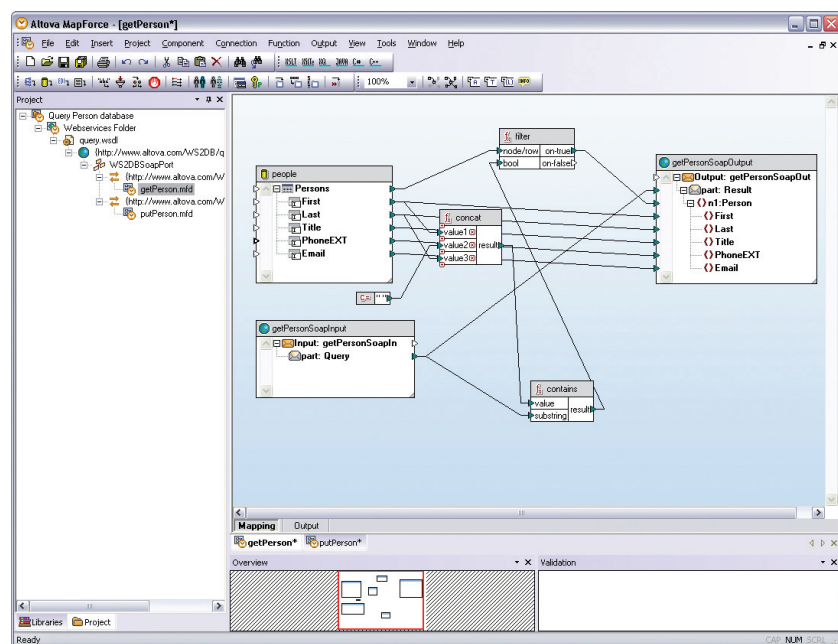 Altova MapForce - [getPerson*]
File Edit Insert Project Component Connection Function Output View Tools Window Help
XSLT XSLT2 XQ JAVA C# C++
100%
Project
Query Person database
Webservices Folder
query.wsdl
{http://www.altova.com/WS2DB/q
WS2DBSoapPort
{http://www.altova.com/W
getPerson.mfd
{http://www.altova.com/W
putPerson.mfd
Libraries Project
people
Persons
First
Last
Title
PhoneEXT
Email
filter
node/row on-true
bool on-false
concat
value1
value2 result
value3
C= " "
getPersonSoapInput
Input: getPersonSoapIn
part: Query
contains
value
result
substring
getPersonSoapOutput
Output: getPersonSoapOut
part: Result
n1:Person
First
Last
Title
PhoneEXT
Email
Mapping Output
getPerson* putPerson*
Overview
Validation
Ready
CAP NUM SCRL